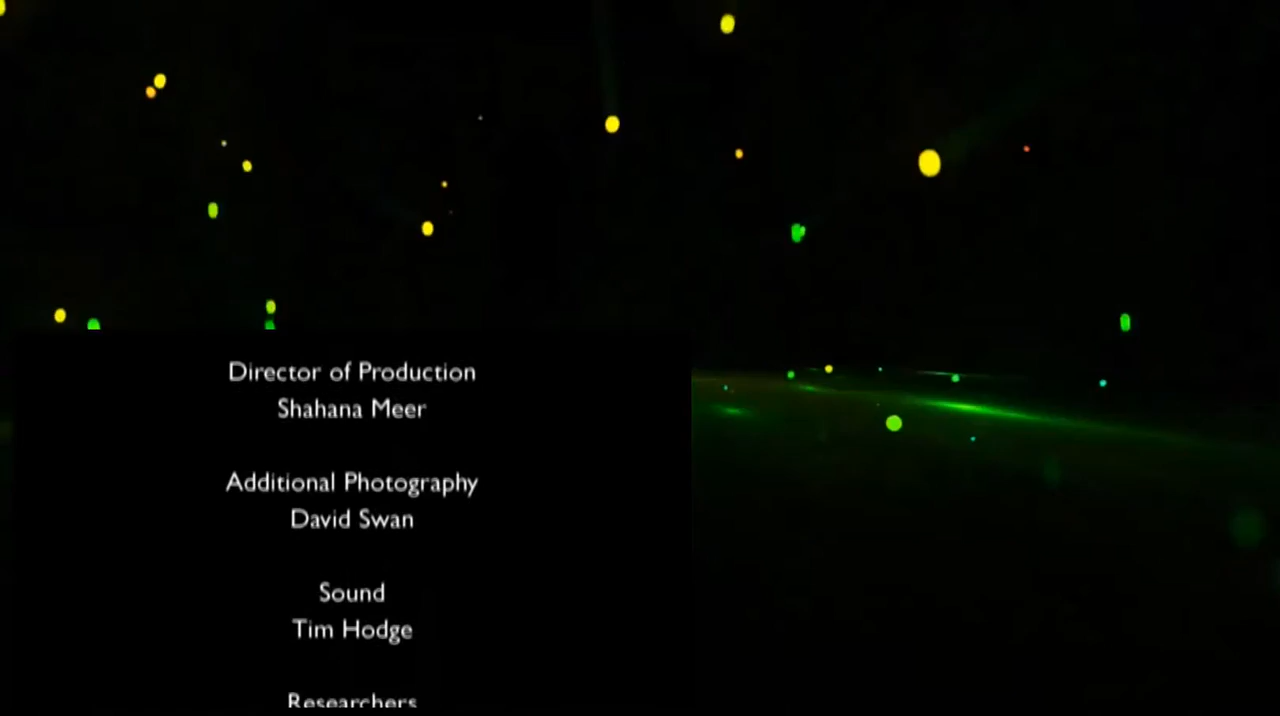 Director of Production
Shahana Meer
Additional Photography
David Swan
Sound
Tim Hodge
Researchers